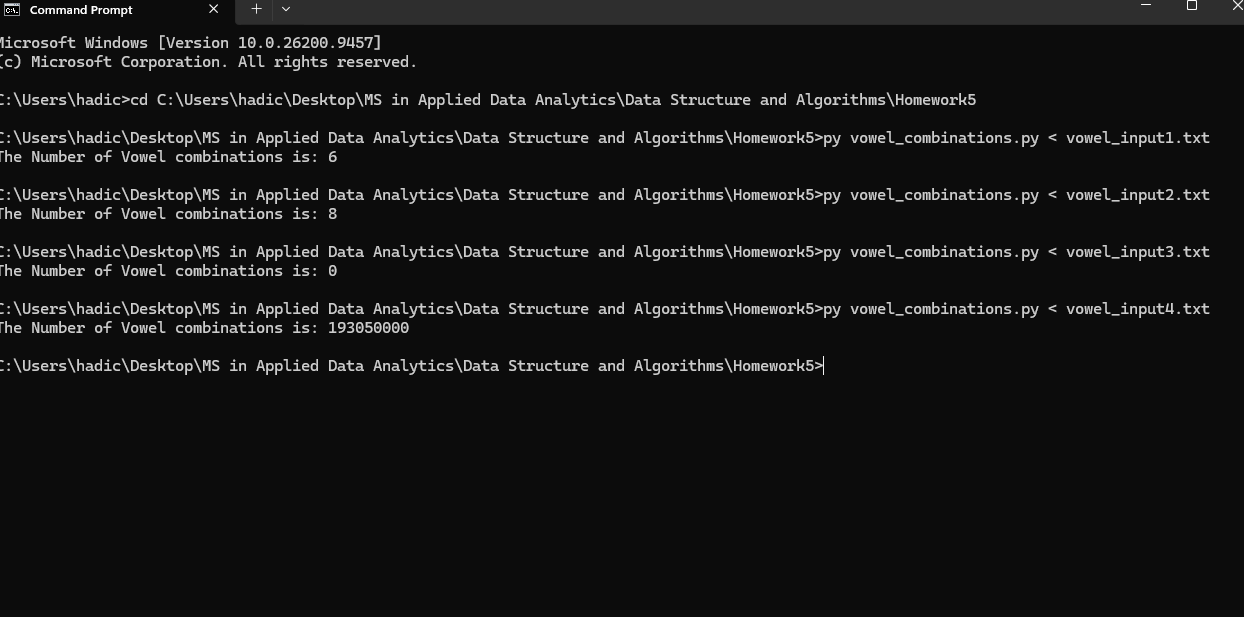 Command Prompt
Microsoft Windows [Version 10.0.26200.9457]
(c) Microsoft Corporation. All rights reserved.
C:\Users\hadic>cd C:\Users\hadic\Desktop\MS in Applied Data Analytics\Data Structure and Algorithms\Homework5
C:\Users\hadic\Desktop\MS in Applied Data Analytics\Data Structure and Algorithms\Homework5>py vowel_combinations.py < vowel_input1.txt
The Number of Vowel combinations is: 6
C:\Users\hadic\Desktop\MS in Applied Data Analytics\Data Structure and Algorithms\Homework5>py vowel_combinations.py < vowel_input2.txt
The Number of Vowel combinations is: 8
C:\Users\hadic\Desktop\MS in Applied Data Analytics\Data Structure and Algorithms\Homework5>py vowel_combinations.py < vowel_input3.txt
The Number of Vowel combinations is: 0
C:\Users\hadic\Desktop\MS in Applied Data Analytics\Data Structure and Algorithms\Homework5>py vowel_combinations.py < vowel_input4.txt
The Number of Vowel combinations is: 193050000
C:\Users\hadic\Desktop\MS in Applied Data Analytics\Data Structure and Algorithms\Homework5>